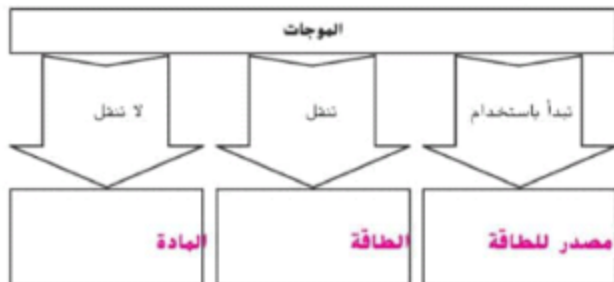 الموجات
تبدأ باستخدام
تنقل
لا تنقل
مصدر للطاقة
الطاقة
المادة